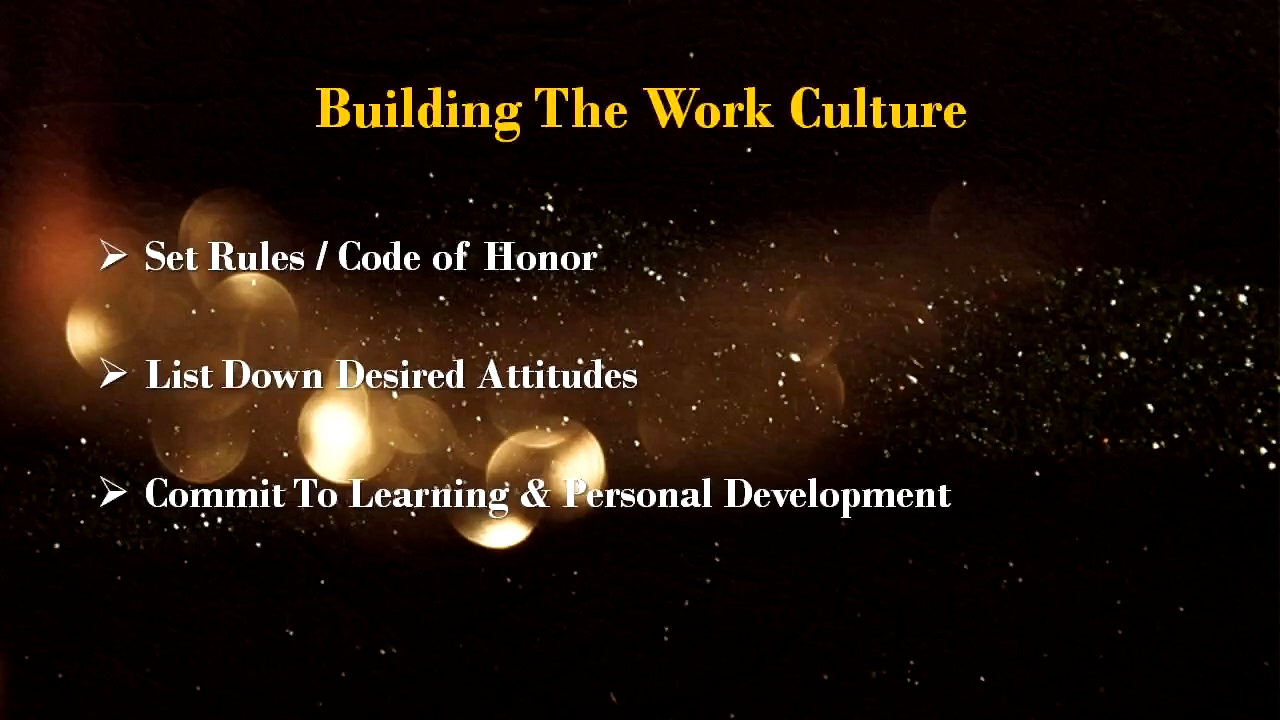 Building The Work Culture
Set Rules / Code of Honor
List Down Desired Attitudes
Commit To Learning & Personal Development